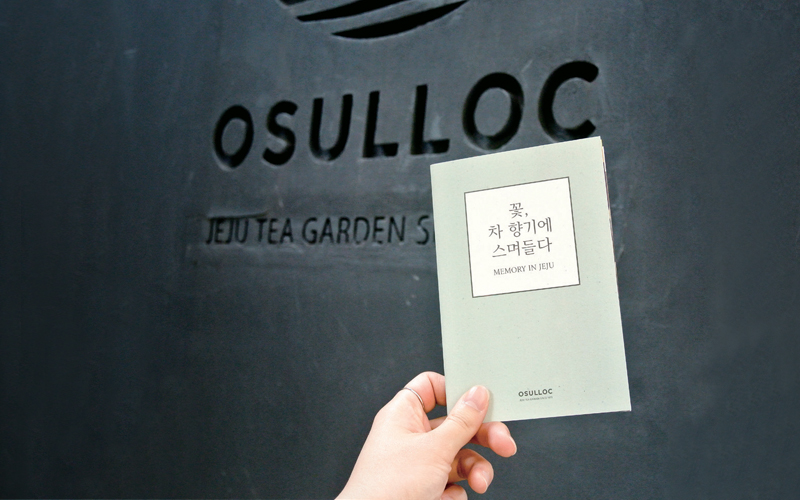 OSULLOC
JEJU TEA GARDEN
꽃,
차 향기에
스며들다
MEMORY IN JEJU
OSULLOC